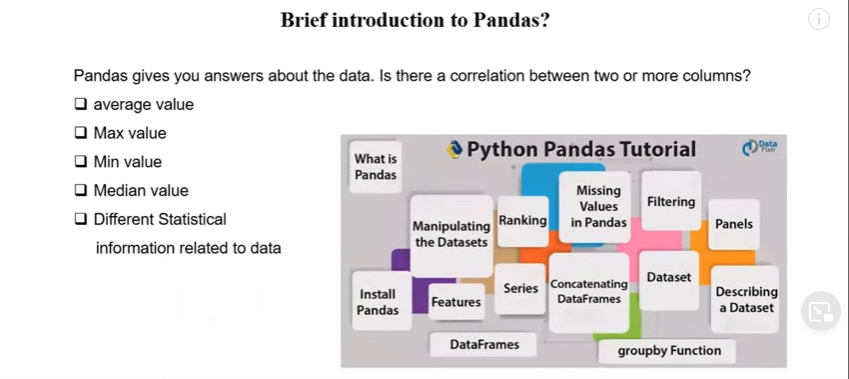 Brief introduction to Pandas?
Pandas gives you answers about the data. Is there a correlation between two or more columns?
❑ average value
❑ Max value
❑ Min value
❑ Median value
❑ Different Statistical
information related to data
Python Pandas Tutorial
Data
Flair
What is
Pandas
Missing
Values
in Pandas
Filtering
Ranking
Manipulating
the Datasets
Panels
Install
Pandas
Features
Series
Concatenating
DataFrames
Dataset
Describing
a Dataset
DataFrames
groupby Function